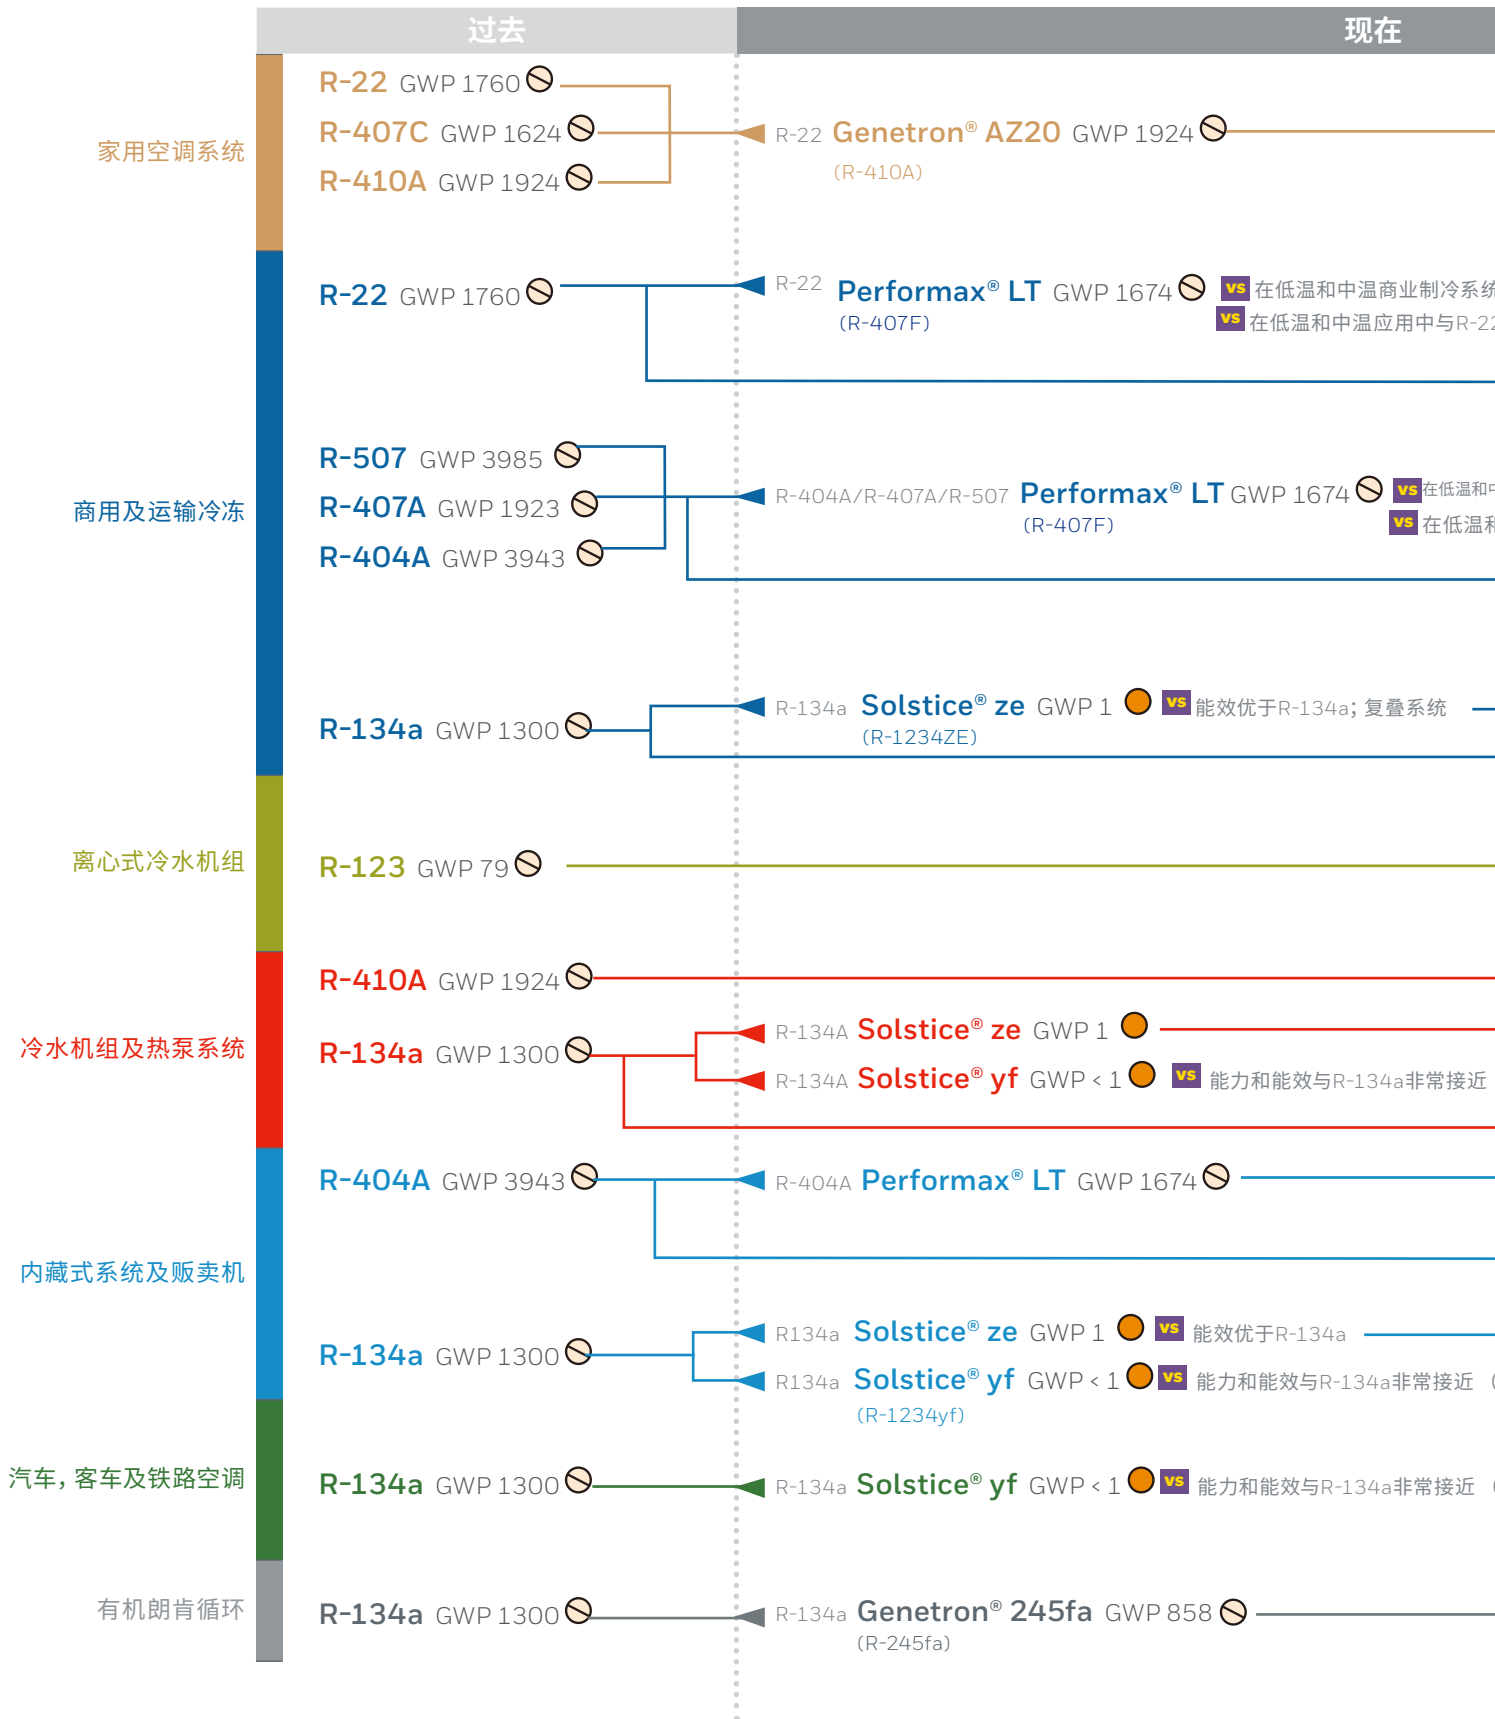 过去 现在
家用空调系统
R-22 GWP 1760
R-407C GWP 1624
R-410A GWP 1924
R-22 Genetron® AZ20 GWP 1924
(R-410A)
商用及运输冷冻
R-22 GWP 1760
R-22 Performax® LT GWP 1674 vs 在低温和中温商业制冷系统
(R-407F) vs 在低温和中温应用中与R-22
R-507 GWP 3985
R-407A GWP 1923
R-404A GWP 3943
R-404A/R-407A/R-507 Performax® LT GWP 1674 vs 在低温和中
(R-407F) vs 在低温和
R-134a GWP 1300
R-134a Solstice® ze GWP 1 vs 能效优于R-134a; 复叠系统
(R-1234ZE)
离心式冷水机组
R-123 GWP 79
冷水机组及热泵系统
R-410A GWP 1924
R-134a GWP 1300
R-134A Solstice® ze GWP 1
R-134A Solstice® yf GWP < 1 vs 能力和能效与R-134a非常接近
内藏式系统及贩卖机
R-404A GWP 3943
R-404A Performax® LT GWP 1674
R-134a GWP 1300
R134a Solstice® ze GWP 1 vs 能效优于R-134a
R134a Solstice® yf GWP < 1 vs 能力和能效与R-134a非常接近 (
(R-1234yf)
汽车, 客车及铁路空调
R-134a GWP 1300
R-134a Solstice® yf GWP < 1 vs 能力和能效与R-134a非常接近 (
有机朗肯循环
R-134a GWP 1300
R-134a Genetron® 245fa GWP 858
(R-245fa)